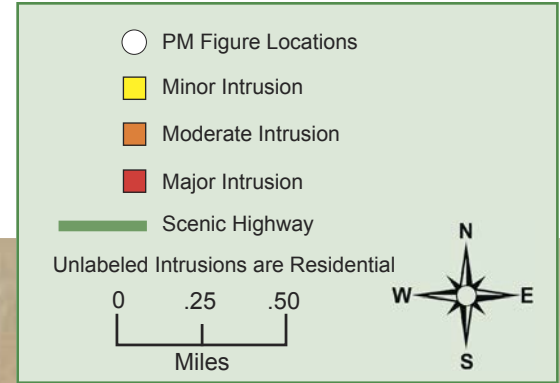 PM Figure Locations
Minor Intrusion
Moderate Intrusion
Major Intrusion
Scenic Highway
Unlabeled Intrusions are Residential
0 .25 .50
Miles
N
W E
S